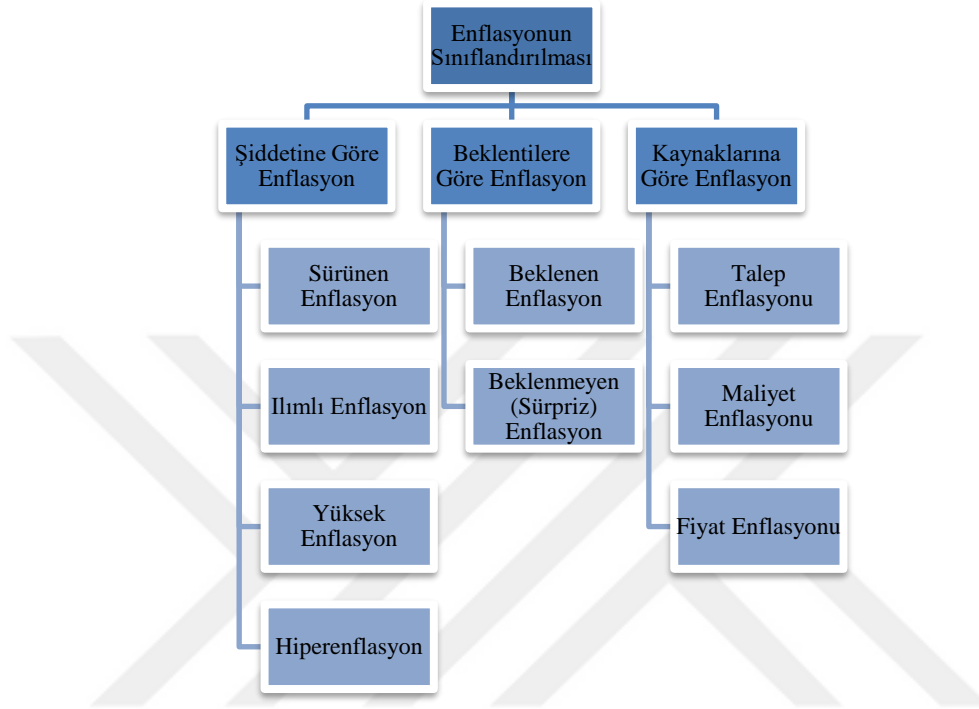 Enflasyonun
Sınıflandırılması
Şiddetine Göre
Enflasyon
Sürünen
Enflasyon
Ilımlı Enflasyon
Yüksek
Enflasyon
Hiperenflasyon
Beklentilere
Göre Enflasyon
Beklenen
Enflasyon
Beklenmeyen
(Sürpriz)
Enflasyon
Kaynaklarına
Göre Enflasyon
Talep
Enflasyonu
Maliyet
Enflasyonu
Fiyat Enflasyonu